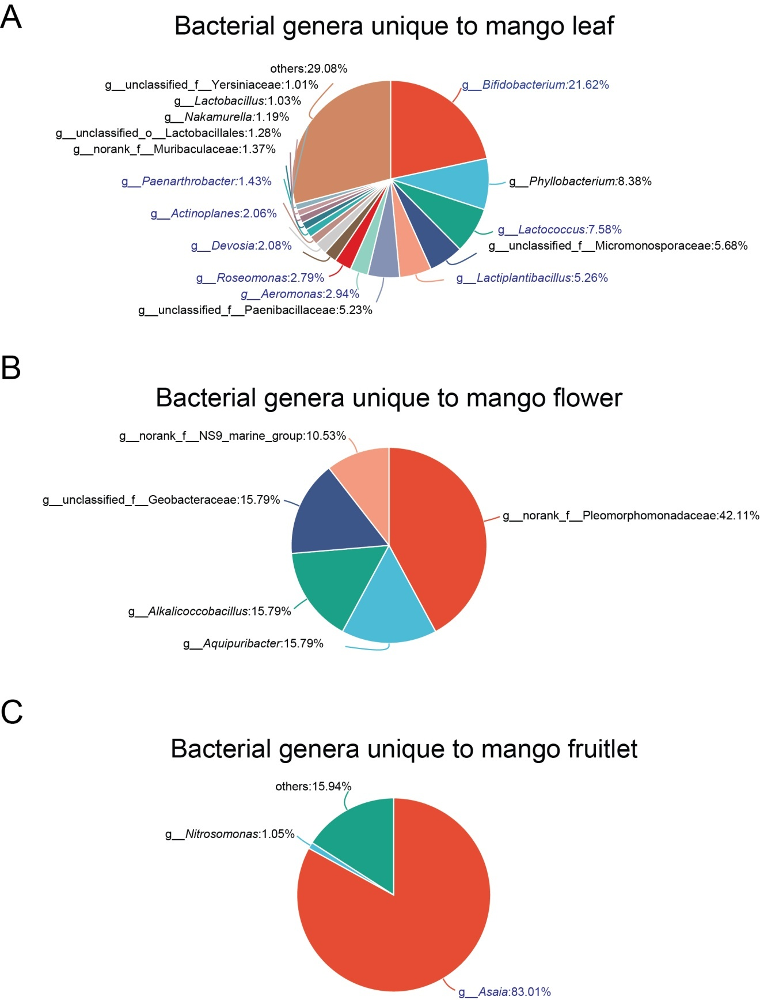 A
Bacterial genera unique to mango leaf
others:29.08%
g__unclassified_f__Yersiniaceae:1.01%
g__Bifidobacterium:21.62%
g__Lactobacillus:1.03%
g__Nakamurella:1.19%
g__unclassified_o__Lactobacillales:1.28%
g__norank_f__Muribaculaceae:1.37%
g__Paenarthrobacter:1.43%
g__Phyllobacterium:8.38%
g__Actinoplanes:2.06%
g__Lactococcus:7.58%
g__Devosia:2.08%
g__unclassified_f__Micromonosporaceae:5.68%
g__Roseomonas:2.79%
g__Lactiplantibacillus:5.26%
g__Aeromonas:2.94%
g__unclassified_f__Paenibacillaceae:5.23%
B
Bacterial genera unique to mango flower
g__norank_f__NS9_marine_group:10.53%
g__unclassified_f__Geobacteraceae:15.79%
g__norank_f__Pleomorphomonadaceae:42.11%
g__Alkalicoccobacillus:15.79%
g__Aquipuribacter:15.79%
C
Bacterial genera unique to mango fruitlet
others:15.94%
g__Nitrosomonas:1.05%
g__Asaia:83.01%